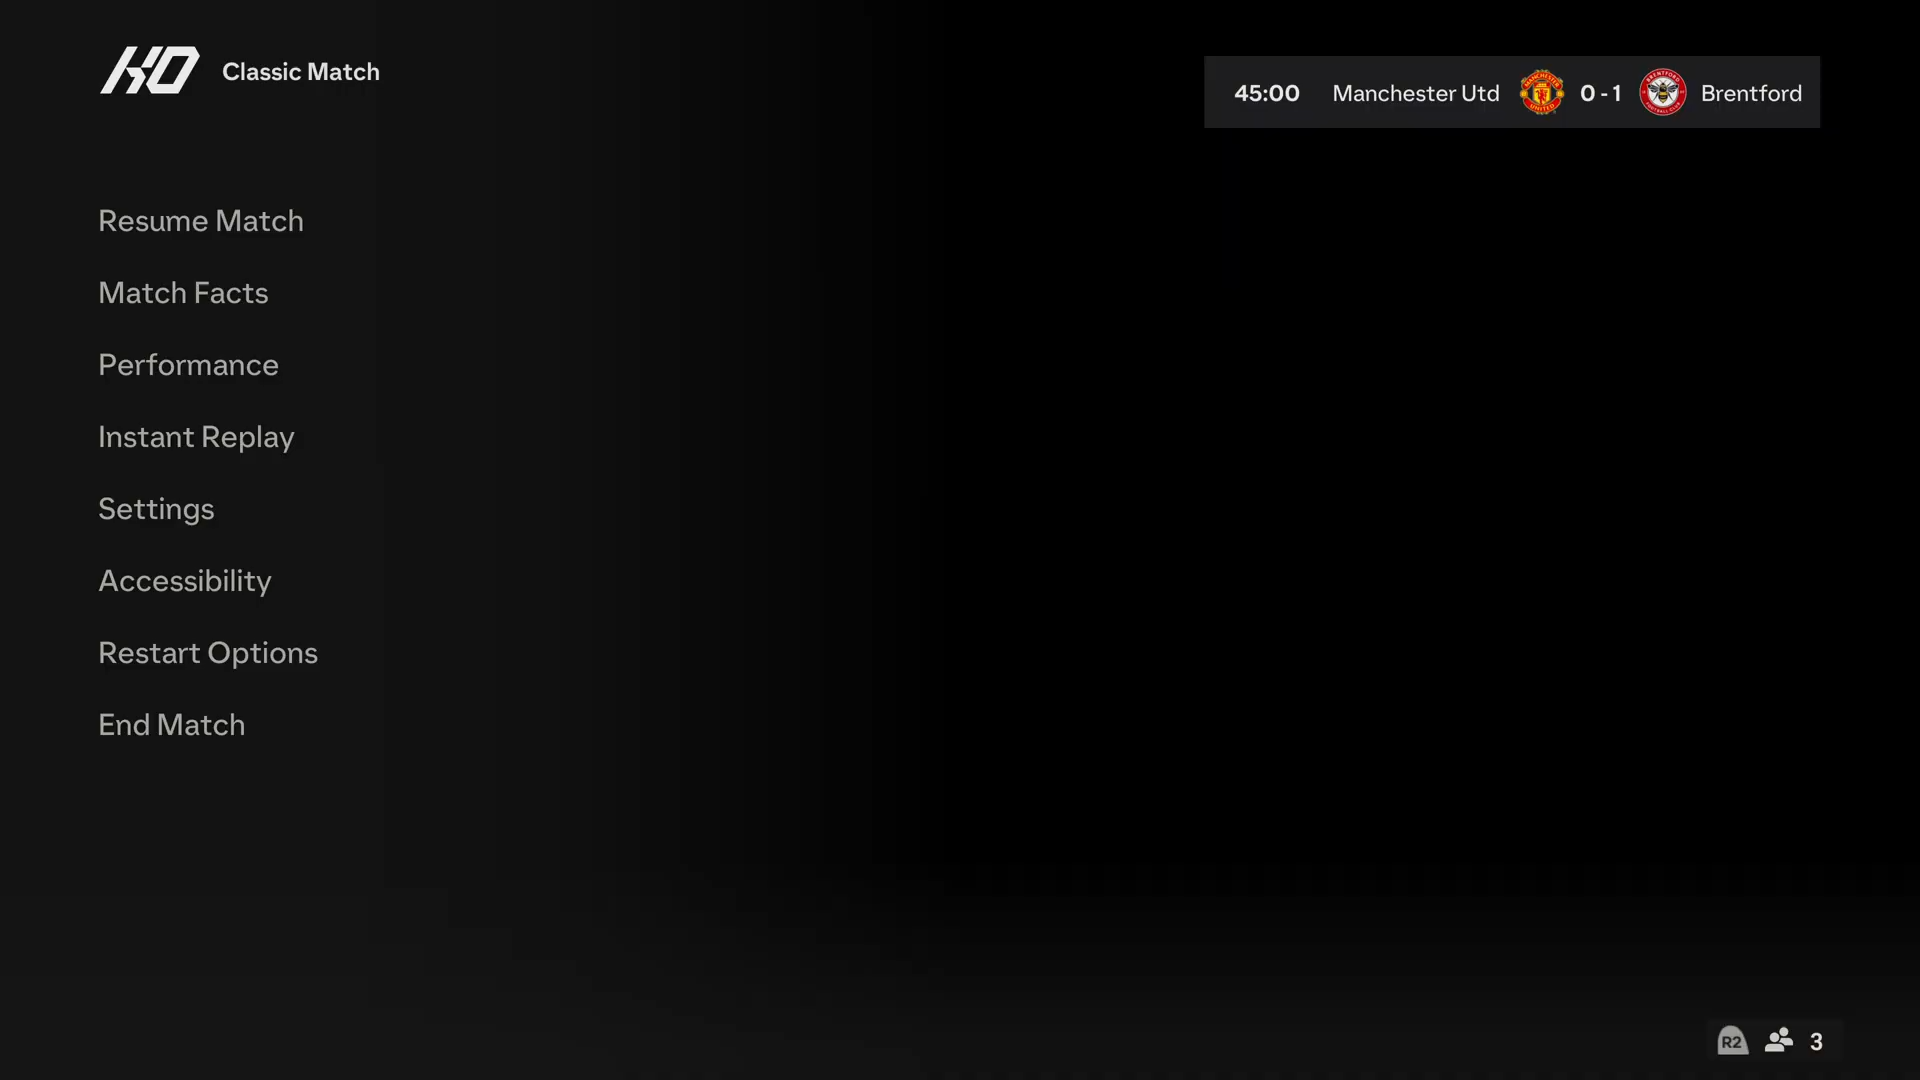 KO Classic Match
45:00 Manchester Utd 0 - 1 Brentford
Resume Match
Match Facts
Performance
Instant Replay
Settings
Accessibility
Restart Options
End Match
R2 3